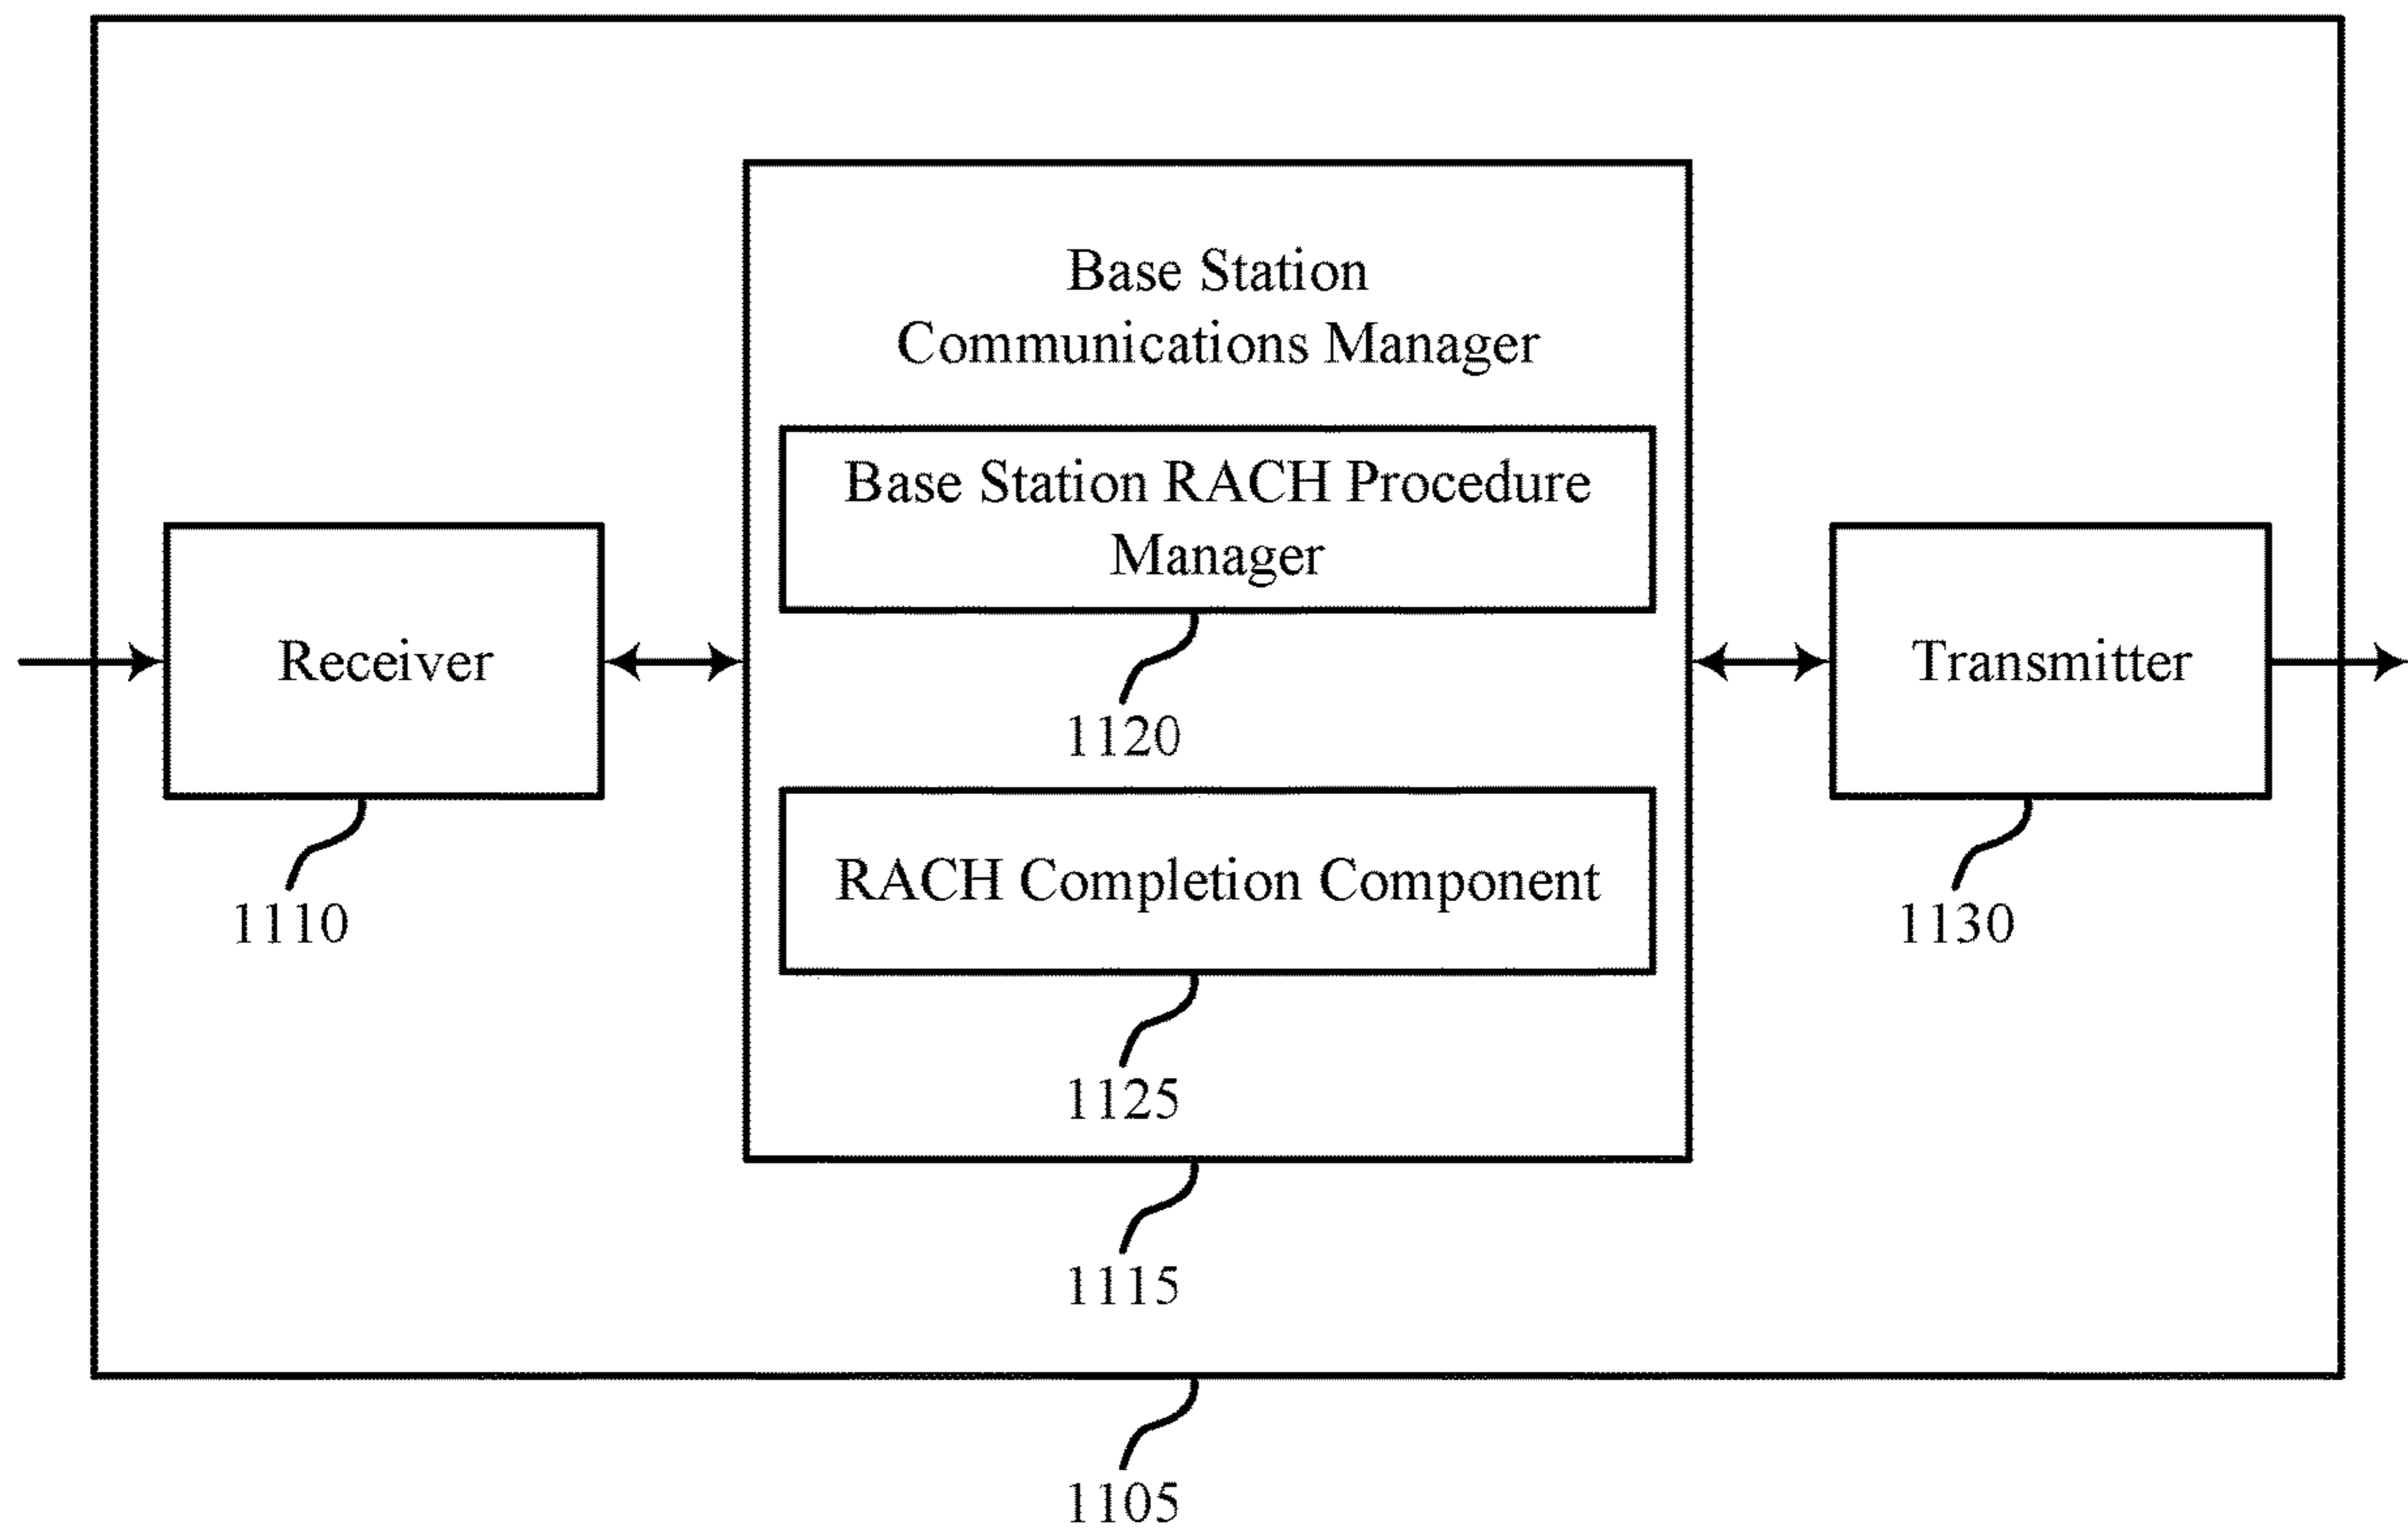 Base Station
Communications Manager
Base Station RACH Procedure
Manager
Receiver
Transmitter
1120
RACH Completion Component
1110
1130
1125
1115
1105